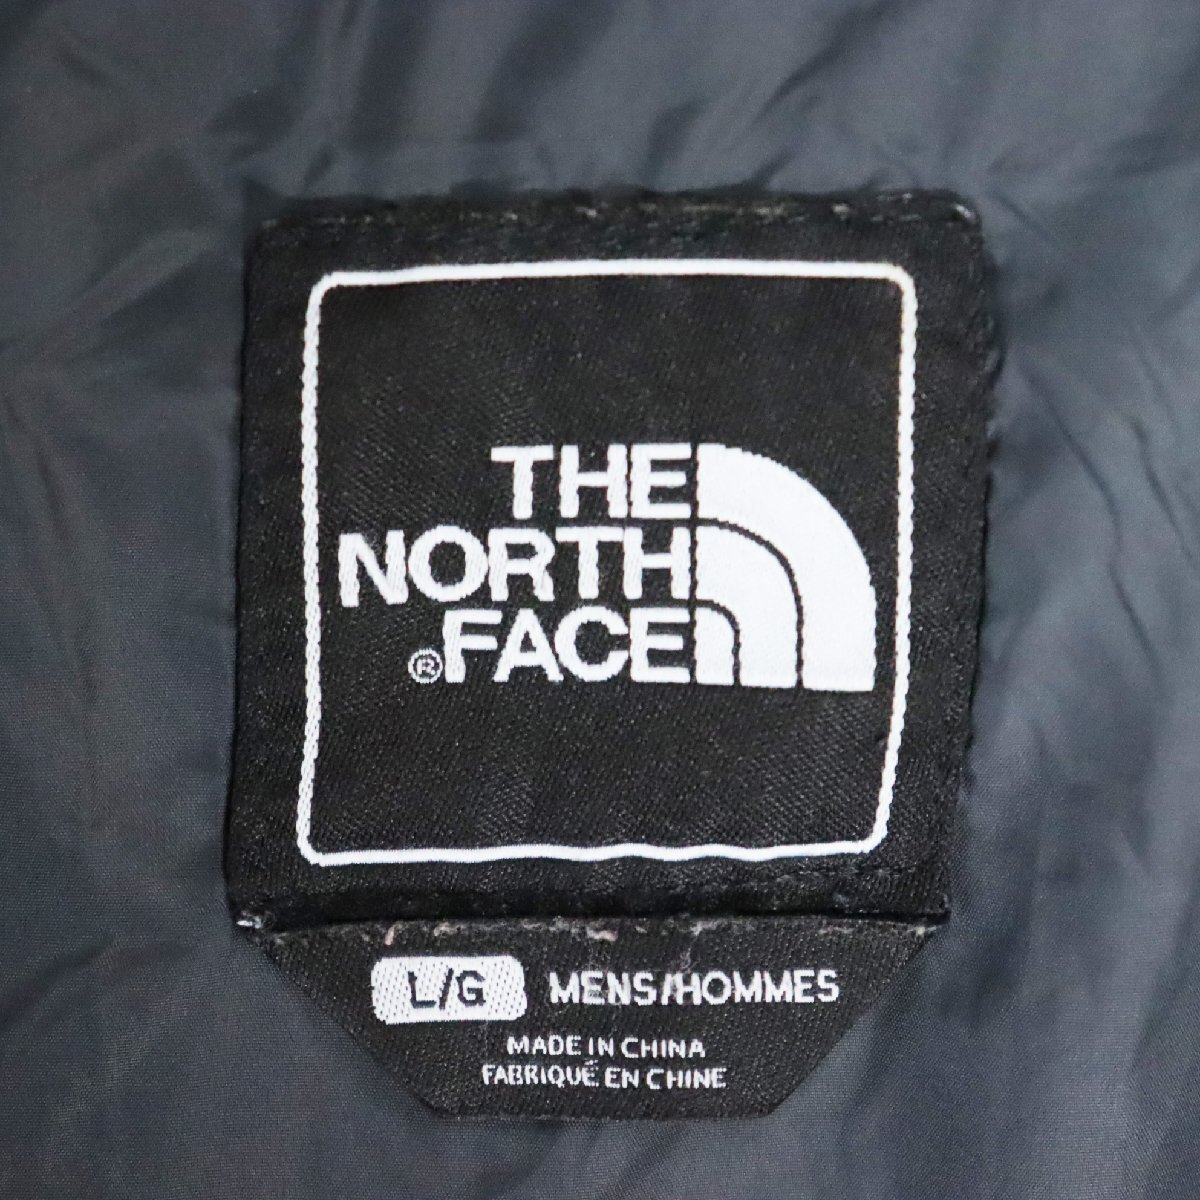 THE
NORTH
®FACE
L/G MENS/HOMMES
MADE IN CHINA
FABRIQUÉ EN CHINE